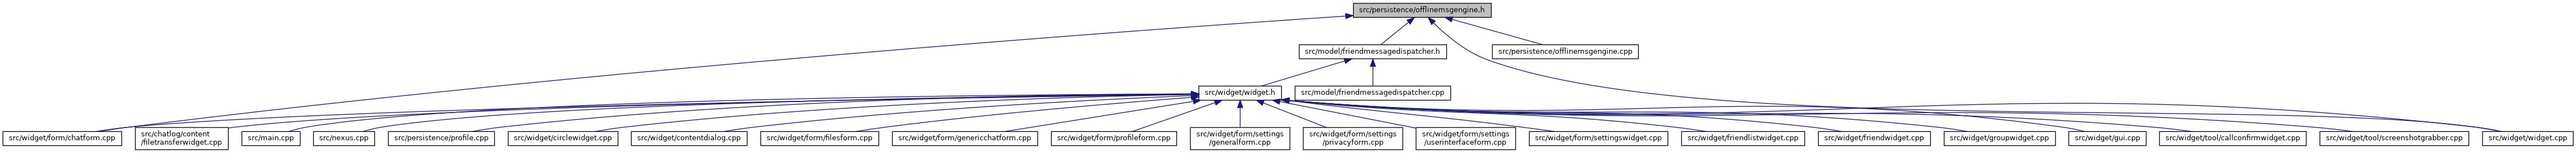 src/persistence/offlinemsgengine.h
src/model/friendmessagedispatcher.h
src/persistence/offlinemsgengine.cpp
src/widget/widget.h
src/model/friendmessagedispatcher.cpp
src/widget/form/chatform.cpp
src/chatlog/content
/filetransferwidget.cpp
src/main.cpp
src/nexus.cpp
src/persistence/profile.cpp
src/widget/circlewidget.cpp
src/widget/contentdialog.cpp
src/widget/form/filesform.cpp
src/widget/form/genericchatform.cpp
src/widget/form/profileform.cpp
src/widget/form/settings
/generalform.cpp
src/widget/form/settings
/privacyform.cpp
src/widget/form/settings
/userinterfaceform.cpp
src/widget/form/settingswidget.cpp
src/widget/friendlistwidget.cpp
src/widget/friendwidget.cpp
src/widget/groupwidget.cpp
src/widget/gui.cpp
src/widget/tool/callconfirmwidget.cpp
src/widget/tool/screenshotgrabber.cpp
src/widget/widget.cpp